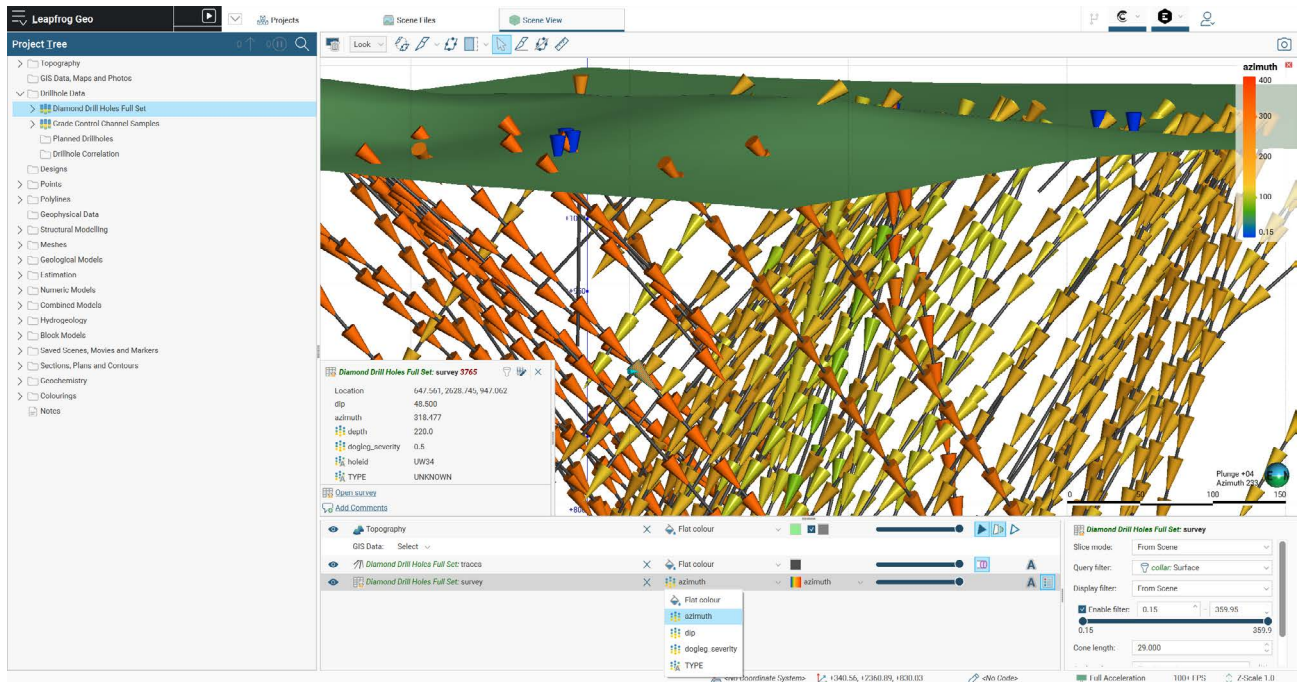 Leapfrog Geo
Projects
Scene Files
Scene View
Project Tree
0
0
Look
Topography
GIS Data, Maps and Photos
Drillhole Data
Diamond Drill Holes Full Set
Grade Control Channel Samples
Planned Drillholes
Drillhole Correlation
Designs
Points
Polylines
Geophysical Data
Structural Modelling
Meshes
Geological Models
Estimation
Numeric Models
Combined Models
Hydrogeology
Block Models
Saved Scenes, Movies and Markers
Sections, Plans and Contours
Geochemistry
Colourings
Notes
azimuth
400
300
200
100
0.15
Plunge +04
Azimuth 233
0 50 100 150
Diamond Drill Holes Full Set: survey 3765
Location 647.561, 2628.745, 947.062
dip 48.500
azimuth 318.477
depth 220.0
dogleg_severity 0.5
holeid UW34
TYPE UNKNOWN
Open survey
Add Comments
Topography Flat colour
GIS Data: Select
Diamond Drill Holes Full Set: traces Flat colour A
Diamond Drill Holes Full Set: survey azimuth azimuth A
Flat colour
azimuth
dip
dogleg_severity
TYPE
Diamond Drill Holes Full Set: survey
Slice mode: From Scene
Query filter: collar: Surface
Display filter: From Scene
Enable filter: 0.15 - 359.95
0.15 359.9
Cone length: 29.000
<No Coordinate System> +340.56, +2360.89, +830.03 <No Code> Full Acceleration 100+ FPS Z-Scale 1.0